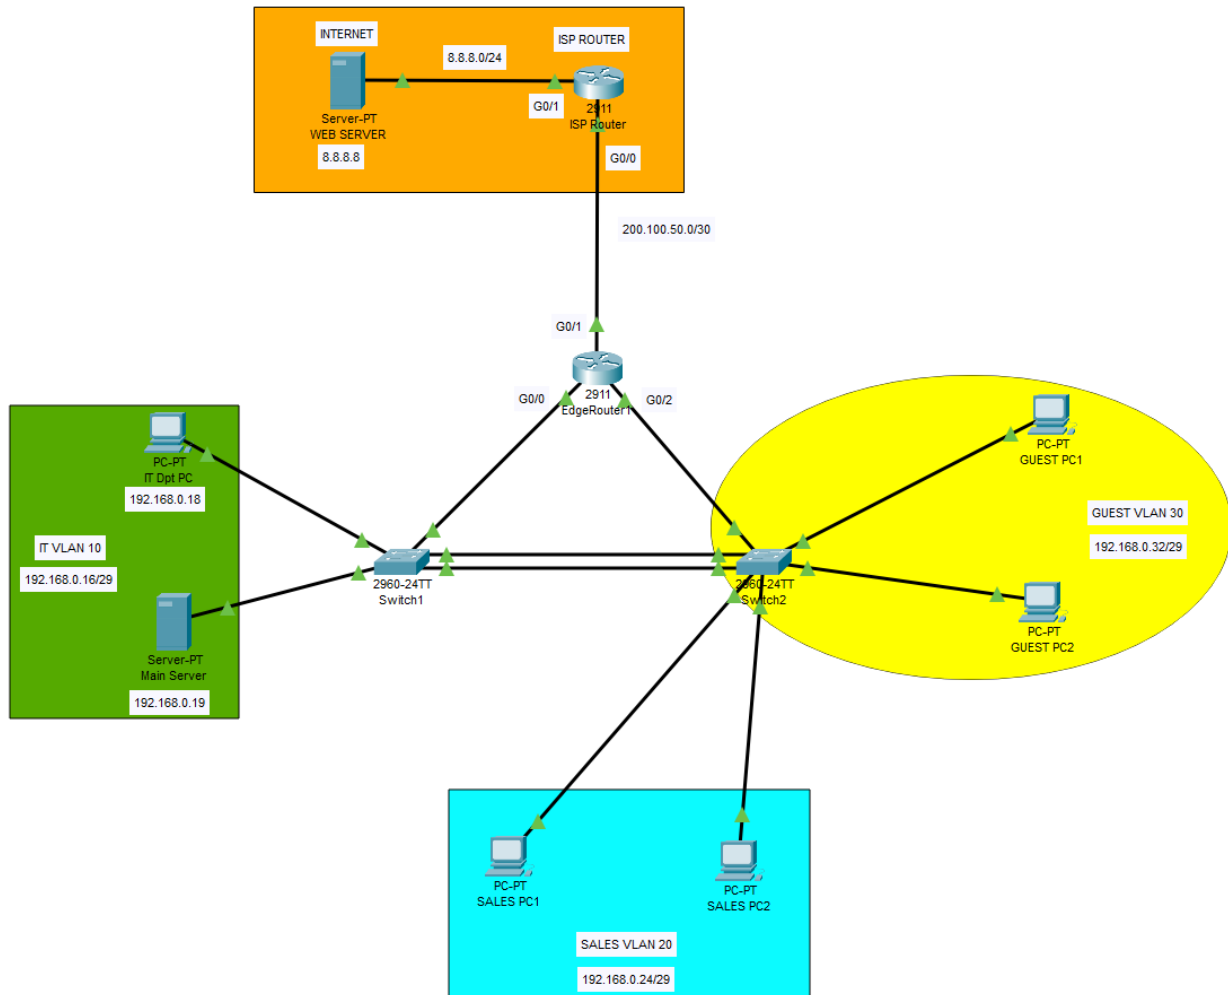 INTERNET
ISP ROUTER
8.8.8.0/24
G0/1
2911
ISP Router
Server-PT
WEB SERVER
8.8.8.8
G0/0
200.100.50.0/30
G0/1
2911
EdgeRouter1
G0/0
G0/2
PC-PT
IT Dpt PC
192.168.0.18
IT VLAN 10
192.168.0.16/29
Server-PT
Main Server
192.168.0.19
2960-24TT
Switch1
2960-24TT
Switch2
PC-PT
GUEST PC1
GUEST VLAN 30
192.168.0.32/29
PC-PT
GUEST PC2
PC-PT
SALES PC1
PC-PT
SALES PC2
SALES VLAN 20
192.168.0.24/29